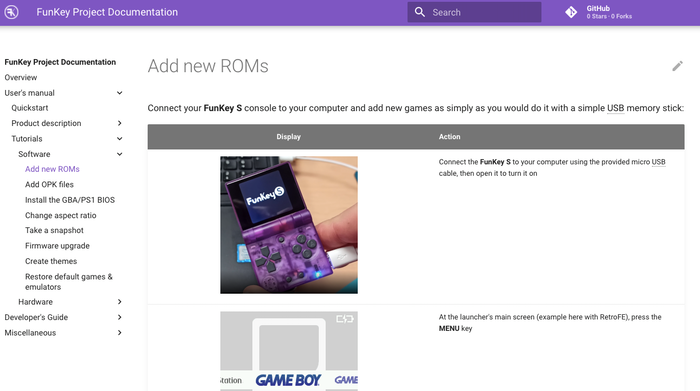 FunKey Project Documentation
Search
GitHub
0 Stars · 0 Forks
FunKey Project Documentation
Overview
User's manual
Quickstart
Product description
Tutorials
Software
Add new ROMs
Add OPK files
Install the GBA/PS1 BIOS
Change aspect ratio
Take a snapshot
Firmware upgrade
Create themes
Restore default games &
emulators
Hardware
Developer's Guide
Miscellaneous
Add new ROMs
Connect your FunKey S console to your computer and add new games as simply as you would do it with a simple USB memory stick:
Display
Action
FunKey S
Connect the FunKey S to your computer using the provided micro USB
cable, then open it to turn it on
At the launcher's main screen (example here with RetroFE), press the
MENU key
Station GAME BOY GAME